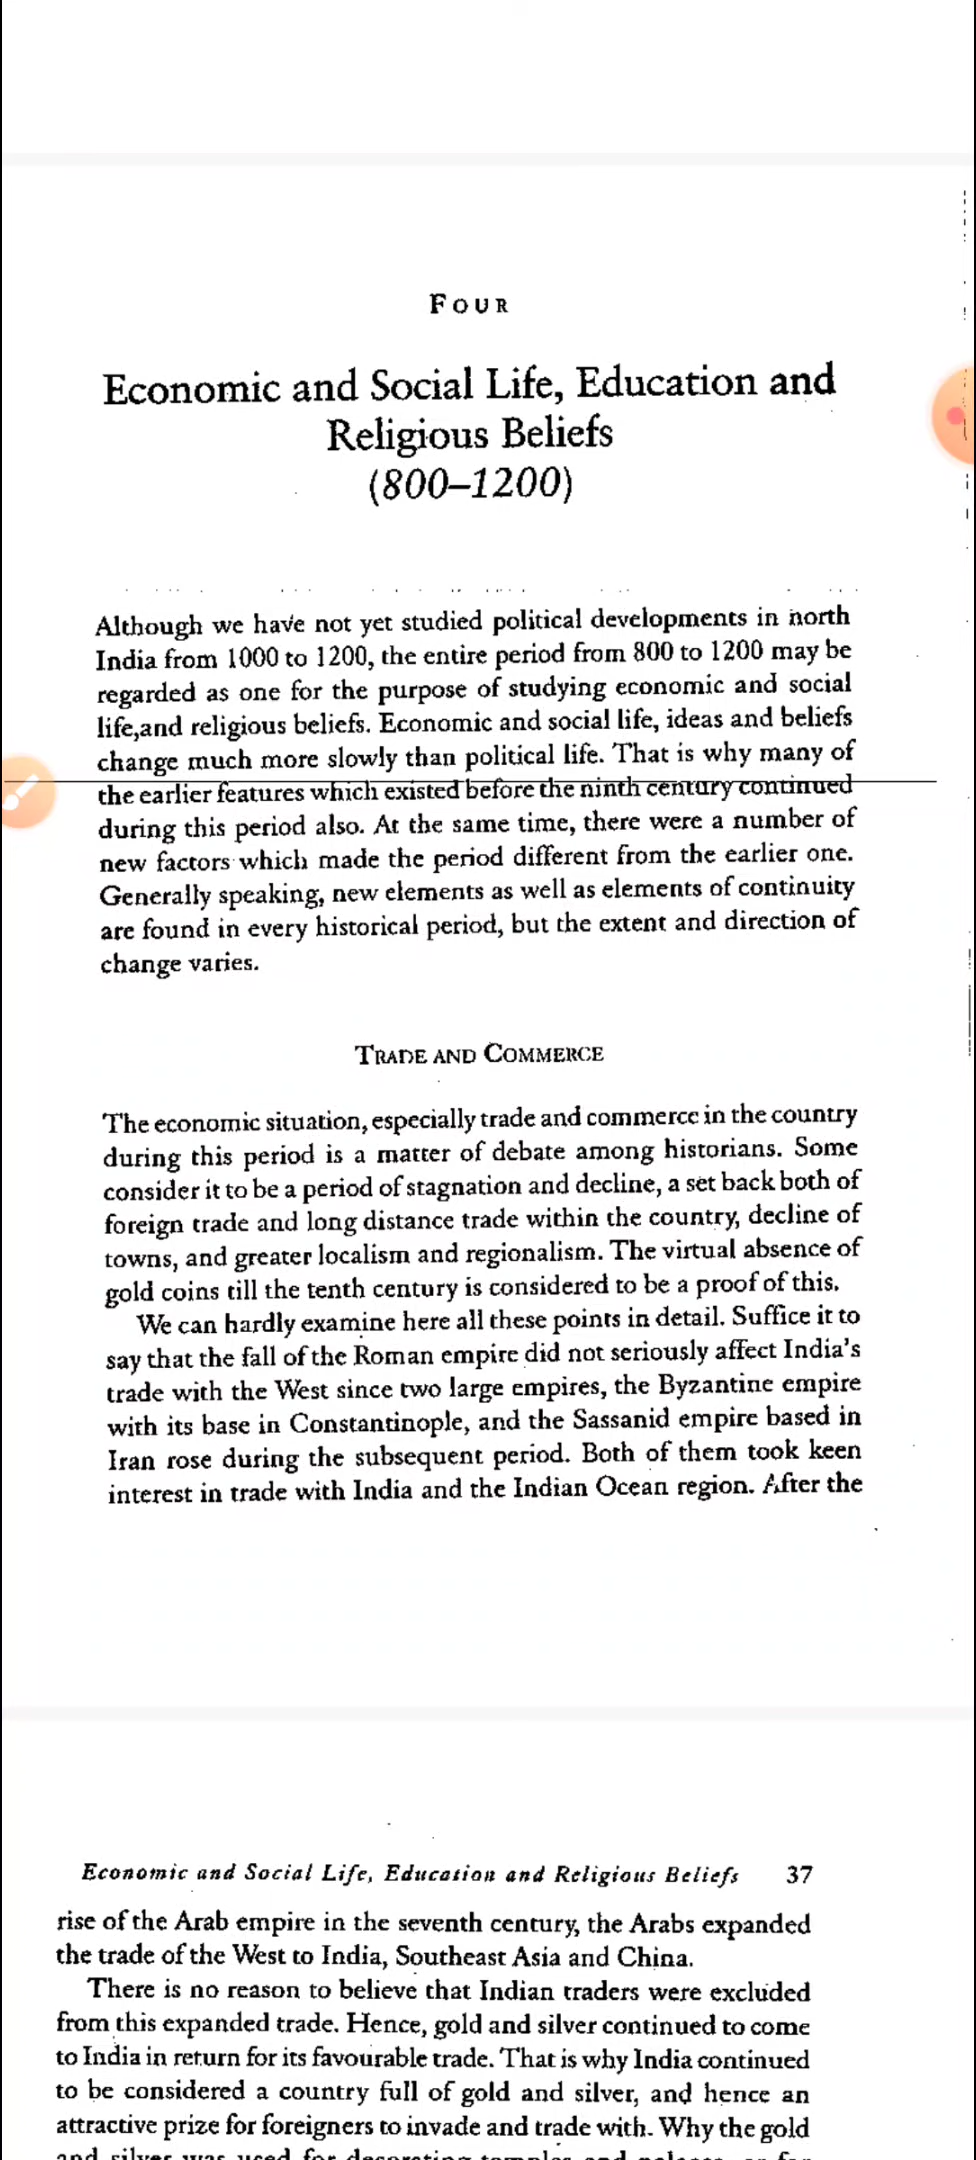 FOUR
Economic and Social Life, Education and
Religious Beliefs
(800–1200)
Although we have not yet studied political developments in north
India from 1000 to 1200, the entire period from 800 to 1200 may be
regarded as one for the purpose of studying economic and social
life,and religious beliefs. Economic and social life, ideas and beliefs
change much more slowly than political life. That is why many of
the earlier features which existed before the ninth century continued
during this period also. At the same time, there were a number of
new factors which made the period different from the earlier one.
Generally speaking, new elements as well as elements of continuity
are found in every historical period, but the extent and direction of
change varies.
TRADE AND COMMERCE
The economic situation, especially trade and commerce in the country
during this period is a matter of debate among historians. Some
consider it to be a period of stagnation and decline, a set back both of
foreign trade and long distance trade within the country, decline of
towns, and greater localism and regionalism. The virtual absence of
gold coins till the tenth century is considered to be a proof of this.
We can hardly examine here all these points in detail. Suffice it to
say that the fall of the Roman empire did not seriously affect India's
trade with the West since two large empires, the Byzantine empire
with its base in Constantinople, and the Sassanid empire based in
Iran rose during the subsequent period. Both of them took keen
interest in trade with India and the Indian Ocean region. After the
Economic and Social Life, Education and Religious Beliefs 37
rise of the Arab empire in the seventh century, the Arabs expanded
the trade of the West to India, Southeast Asia and China.
There is no reason to believe that Indian traders were excluded
from this expanded trade. Hence, gold and silver continued to come
to India in return for its favourable trade. That is why India continued
to be considered a country full of gold and silver, and hence an
attractive prize for foreigners to invade and trade with. Why the gold
and silver was used for decorating temples and palaces, or for